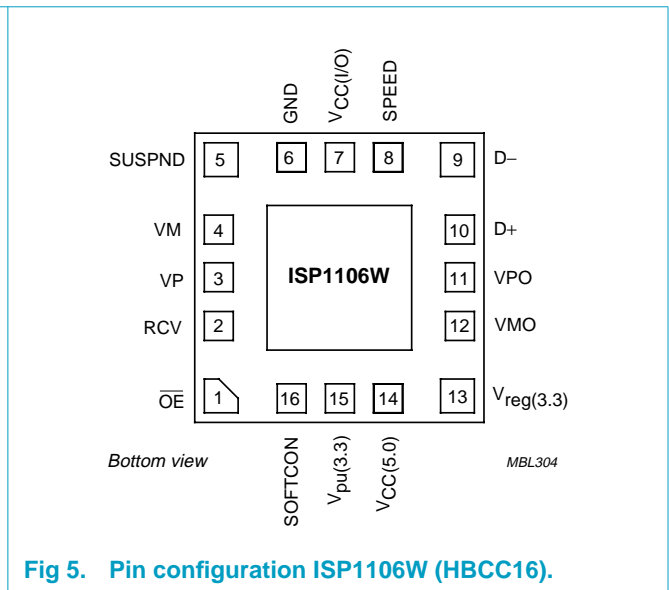 GND VCC(I/O) SPEED
SUSPND 5 6 7 8 9 D−
VM 4 10 D+
ISP1106W
VP 3 11 VPO
RCV 2 12 VMO
OE 1 16 15 14 13 Vreg(3.3)
Bottom view SOFTCON Vpu(3.3) VCC(5.0) MBL304
Fig 5. Pin configuration ISP1106W (HBCC16).